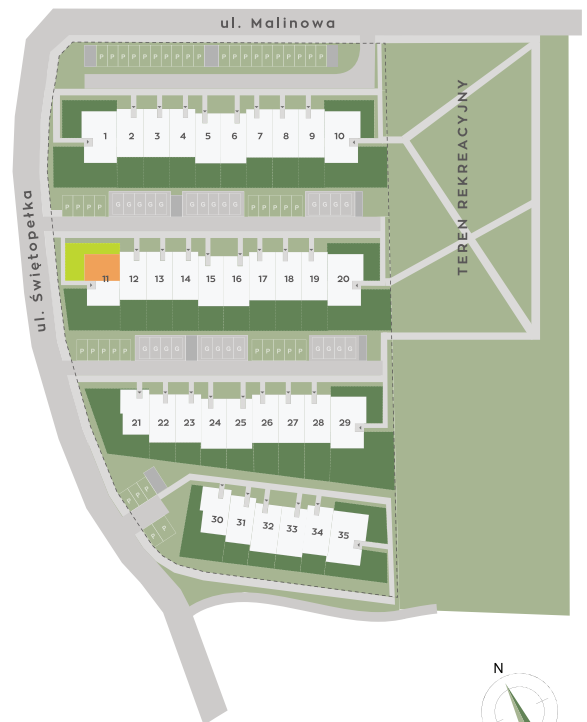 ul. Malinowa
P P P P P P P P P P P P P P P P P P P
1 2 3 4 5 6 7 8 9 10
TEREN REKREACYJNY
ul. Świętopełka
P P P P G G G G G G G G G G P P P P P G G G G
11 12 13 14 15 16 17 18 19 20
P P P P P G G G G G G G G P P P P P G G G G
21 22 23 24 25 26 27 28 29
P P P
P P
30 31 32 33 34 35
N